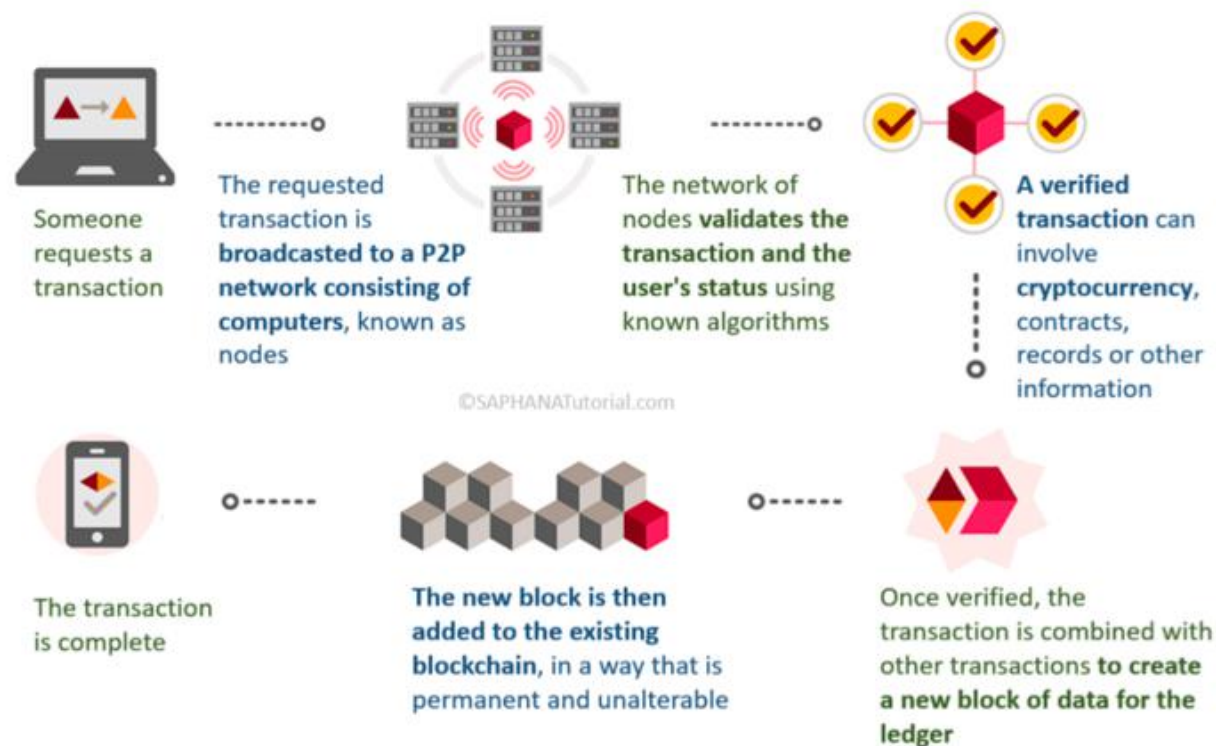 Someone
requests a
transaction
The requested
transaction is
broadcasted to a P2P
network consisting of
computers, known as
nodes
The network of
nodes validates the
transaction and the
user's status using
known algorithms
A verified
transaction can
involve
cryptocurrency,
contracts,
records or other
information
©SAPHANATutorial.com
Once verified, the
transaction is combined with
other transactions to create
a new block of data for the
ledger
The new block is then
added to the existing
blockchain, in a way that is
permanent and unalterable
The transaction
is complete